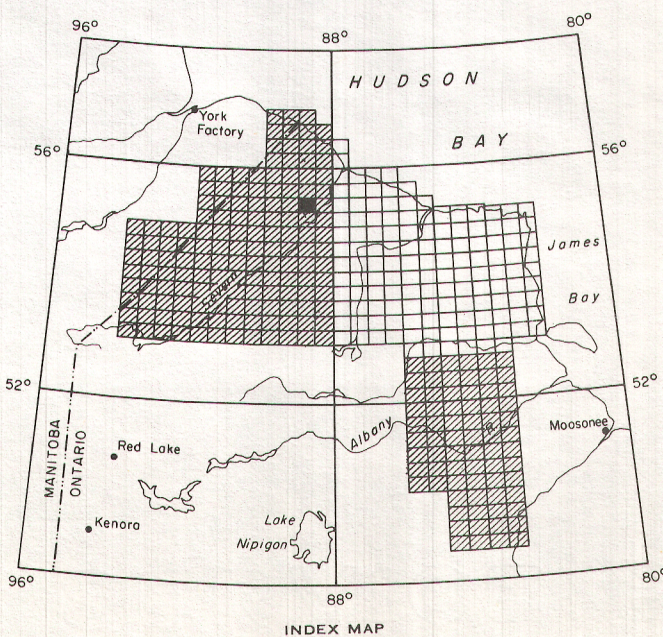 96°
88°
80°
HUDSON
BAY
York
Factory
56°
56°
James
Bay
Severn
52°
52°
MANITOBA
ONTARIO
Red Lake
Albany
R.
Moosonee
Kenora
Lake
Nipigon
96°
88°
80°
INDEX MAP